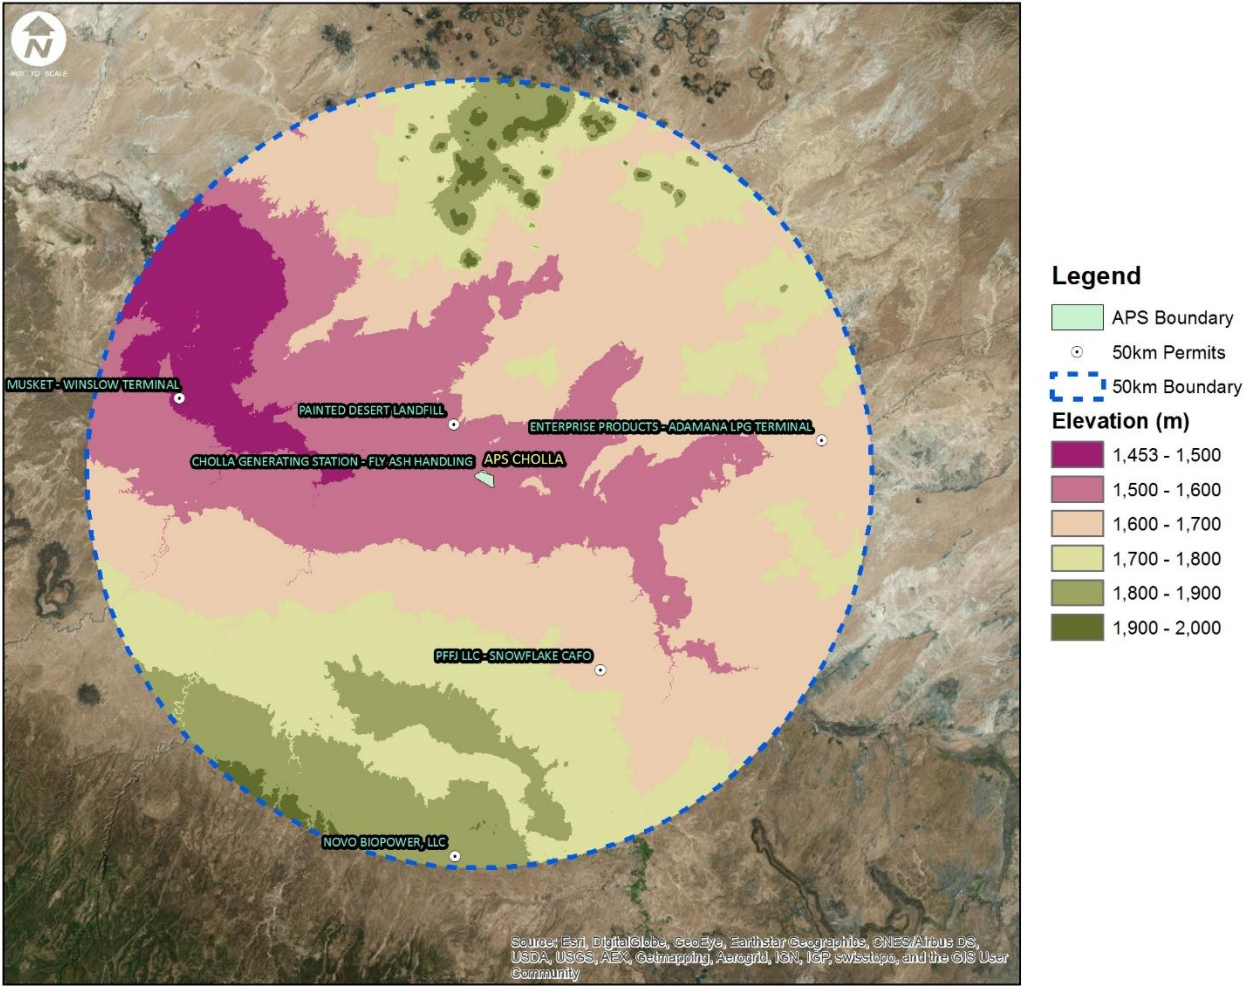 N
NOT TO SCALE
MUSKET - WINSLOW TERMINAL
PAINTED DESERT LANDFILL
ENTERPRISE PRODUCTS - ADAMANA LPG TERMINAL
CHOLLA GENERATING STATION - FLY ASH HANDLING
APS CHOLLA
PFFJ LLC - SNOWFLAKE CAFO
NOVO BIOPOWER, LLC
Source: Esri, DigitalGlobe, GeoEye, Earthstar Geographics, CNES/Airbus DS,
USDA, USGS, AEX, Getmapping, Aerogrid, IGN, IGP, swisstopo, and the GIS User
Community
Legend
APS Boundary
50km Permits
50km Boundary
Elevation (m)
1,453 - 1,500
1,500 - 1,600
1,600 - 1,700
1,700 - 1,800
1,800 - 1,900
1,900 - 2,000